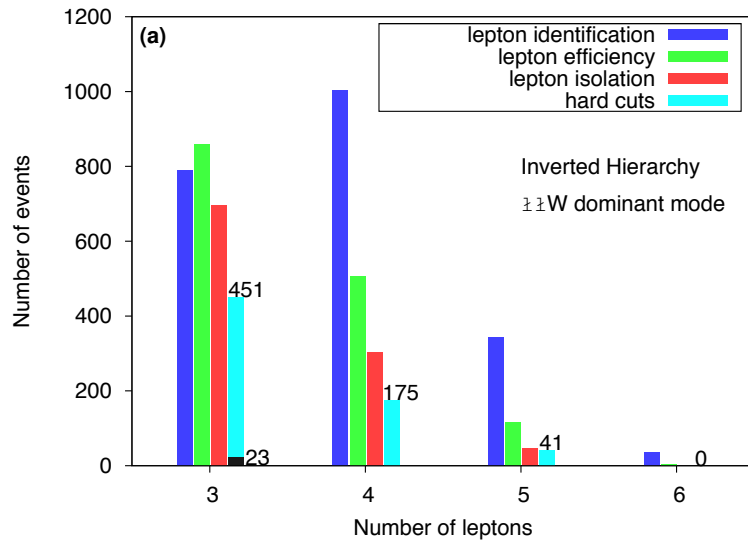 (a)
lepton identification
lepton efficiency
lepton isolation
hard cuts
Inverted Hierarchy
W dominant mode
Number of events
1200
1000
800
600
400
200
0
451
23
175
41
0
3 4 5 6
Number of leptons